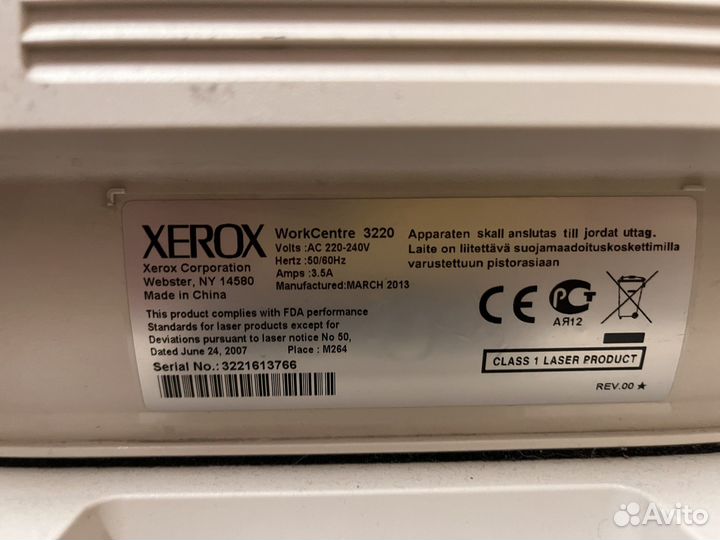 XEROX
Xerox Corporation
Webster, NY 14580
Made in China
WorkCentre 3220
Volts :AC 220-240V
Hertz :50/60Hz
Amps :3.5A
Manufactured:MARCH 2013
This product complies with FDA performance
Standards for laser products except for
Deviations pursuant to laser notice No 50,
Dated June 24, 2007 Place : M264
Serial No.:3221613766
Apparaten skall anslutas till jordat uttag.
Laite on liitettävä suojamaadoituskoskettimilla
varustettuun pistorasiaan
CE
РСТ
АЯ12
CLASS 1 LASER PRODUCT
REV.00 ★
Avito